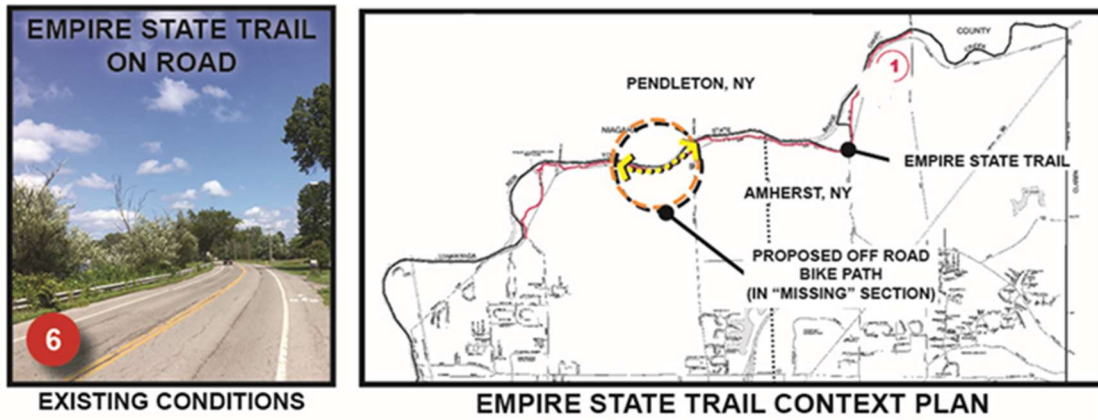 EMPIRE STATE TRAIL
ON ROAD
6
EXISTING CONDITIONS
COUNTY
CREEK
1
PENDLETON, NY
STATE
EMPIRE STATE TRAIL
AMHERST, NY
PROPOSED OFF ROAD
BIKE PATH
(IN "MISSING" SECTION)
EMPIRE STATE TRAIL CONTEXT PLAN